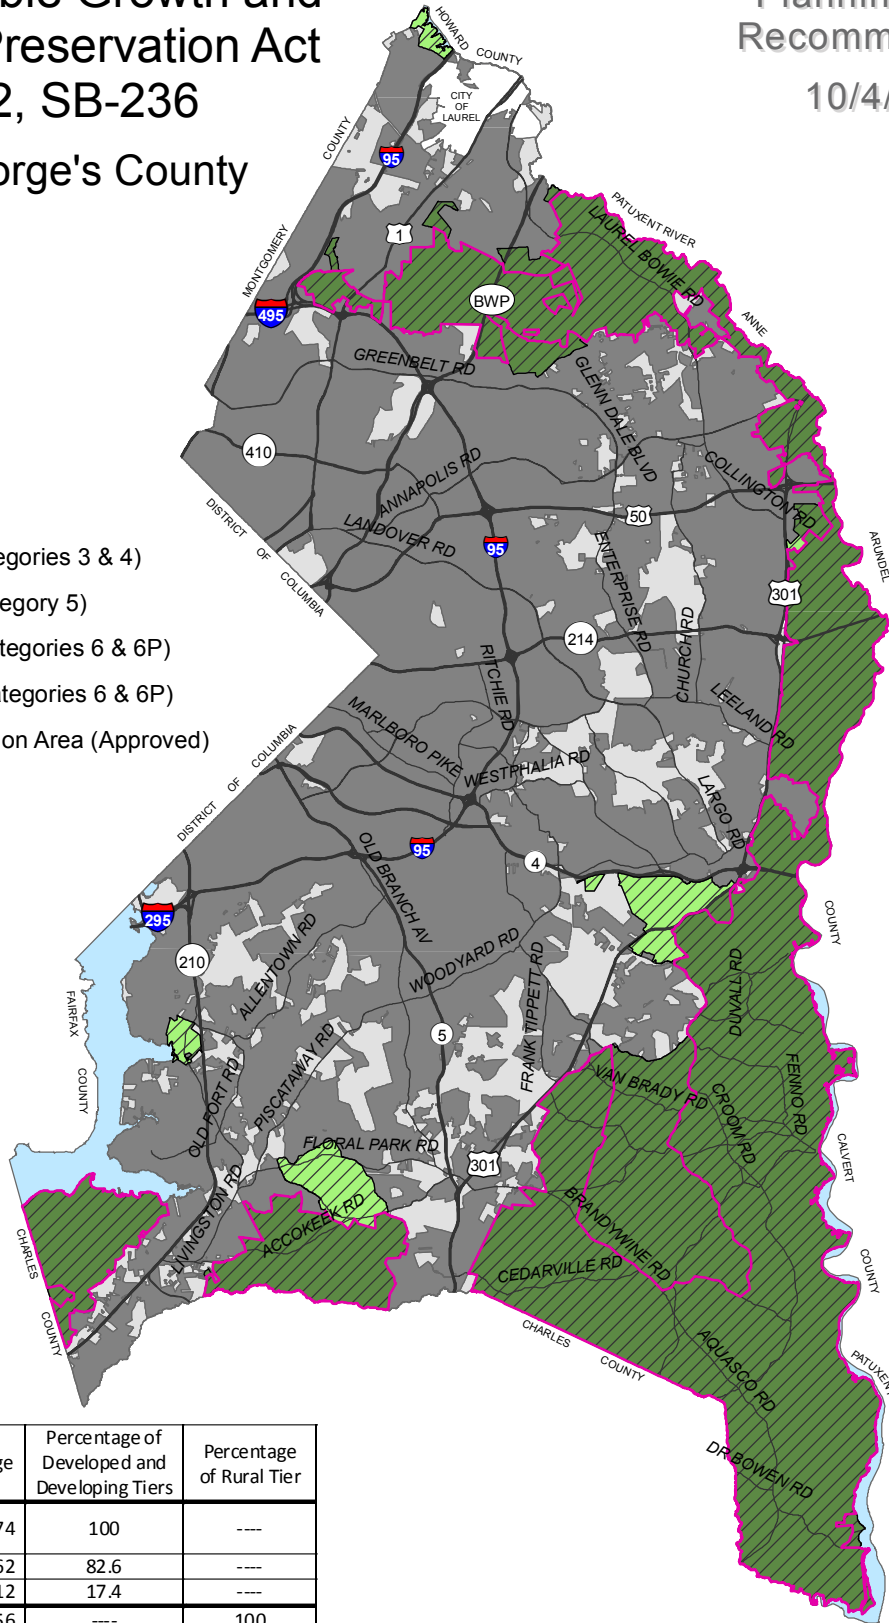 Growth and
Preservation Act
SB-236
County
Recomm
10/4/
HOWARD COUNTY
CITY
OF
LAUREL
COUNTY
95
1
PATUXENT RIVER
LAUREL BOWIE RD
MONTGOMERY
BWP
495
ANNE
GREENBELT RD
GLENN DALE BLVD
410
ANNAPOLIS RD
COLLINGTON RD
DISTRICT OF COLUMBIA
LANDOVER RD
50
95
ENTERPRISE RD
ARUNDEL
egories 3 & 4)
egory 5)
tegories 6 & 6P)
ategories 6 & 6P)
on Area (Approved)
301
214
CHURCH RD
RITCHIE RD
LEELAND RD
MARLBORO PIKE
WESTPHALIA RD
DISTRICT OF COLUMBIA
LARGO RD
OLD BRANCH AV
95
4
295
COUNTY
210
ALLENTOWN RD
WOODYARD RD
FRANK TIPPETT RD
DUVALL RD
FAIRFAX
COUNTY
5
OLD FORT RD
PISCATAWAY RD
VAN BRADY RD
FENNO RD
CROOM RD
FLORAL PARK RD
301
CALVERT
LIVINGSTON RD
ACCOKEEK RD
BRANDYWINE RD
CHARLES
COUNTY
CEDARVILLE RD
COUNTY
CHARLES
COUNTY
AQUASCO RD
PATUXENT
DR BOWEN RD
ge
Percentage of
Developed and
Developing Tiers
Percentage
of Rural Tier
74 100 ----
62 82.6 ----
12 17.4 ----
56 ---- 100